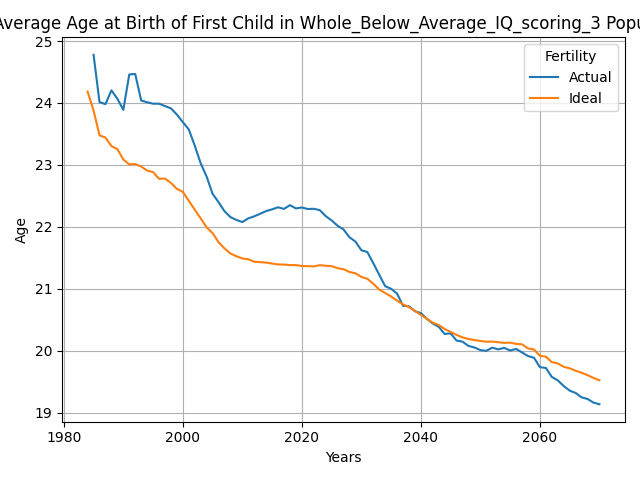 Average Age at Birth of First Child in Whole_Below_Average_IQ_scoring_3
Fertility
Actual
Ideal
25
24
23
22
21
20
19
Age
1980
2000
2020
2040
2060
Years